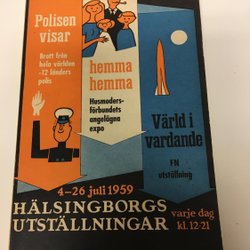 Polisen
visar
Brott från
hela världen
-12 länders
polis
hemma
hemma
Husmoders-
förbundets
angelägna
expo
Värld i
vardande
FN
utställning
4-26 juli 1959
HÄLSINGBORGS
UTSTÄLLNINGAR
varje dag
kl. 12-21